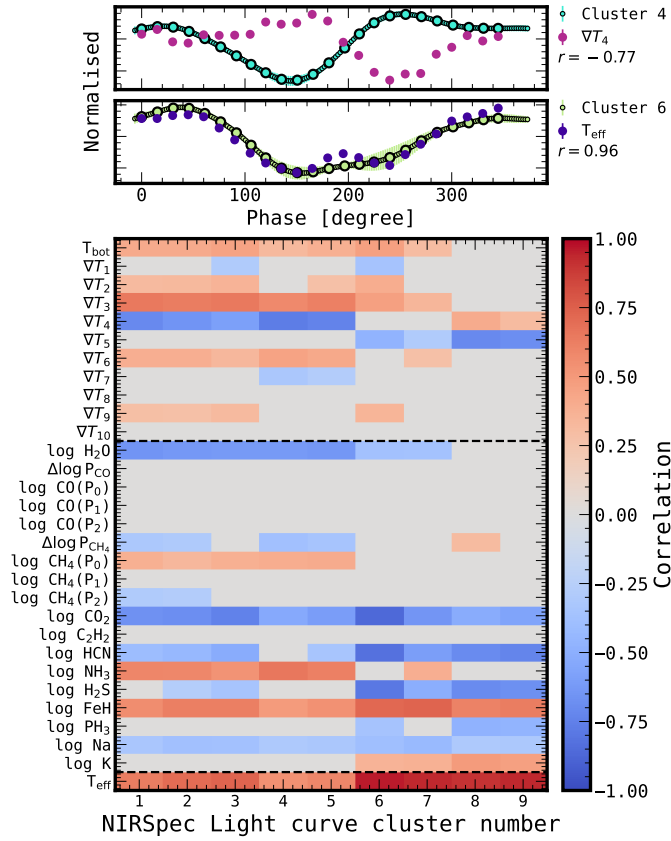 Normalised
Cluster 4
∇T₄
r = − 0.77
Cluster 6
T_eff
r = 0.96
0 100 200 300
Phase [degree]
T_bot
∇T₁
∇T₂
∇T₃
∇T₄
∇T₅
∇T₆
∇T₇
∇T₈
∇T₉
∇T₁₀
log H₂O
Δlog P_CO
log CO(P₀)
log CO(P₁)
log CO(P₂)
Δlog P_CH₄
log CH₄(P₀)
log CH₄(P₁)
log CH₄(P₂)
log CO₂
log C₂H₂
log HCN
log NH₃
log H₂S
log FeH
log PH₃
log Na
log K
T_eff
1 2 3 4 5 6 7 8 9
NIRSpec Light curve cluster number
1.00
0.75
0.50
0.25
0.00
−0.25
−0.50
−0.75
−1.00
Correlation